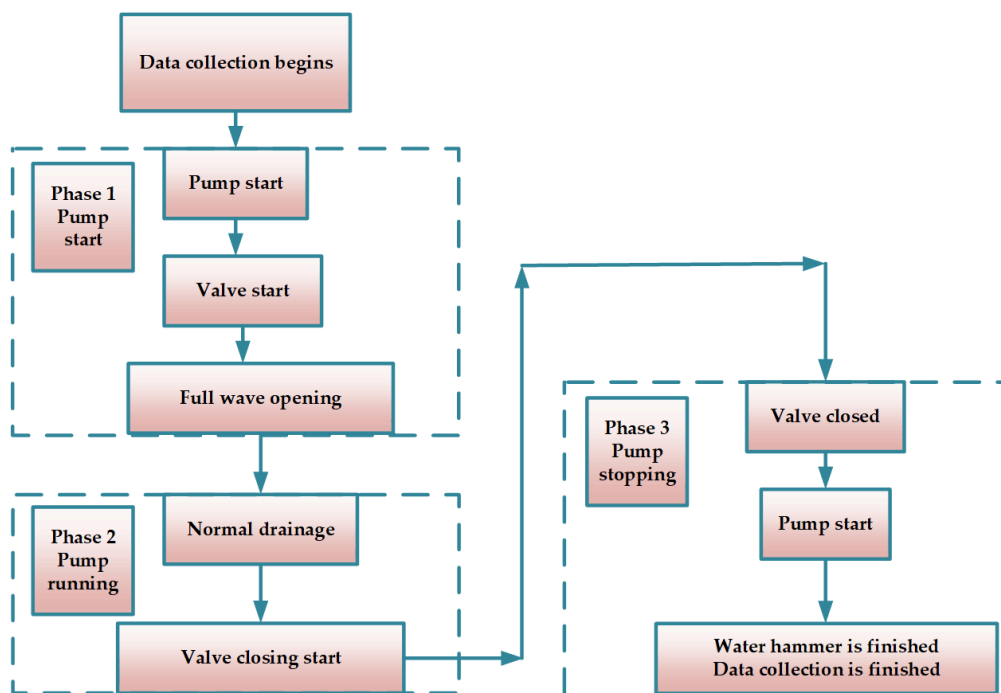 Data collection begins
Phase 1
Pump
start
Pump start
Valve start
Full wave opening
Phase 2
Pump
running
Normal drainage
Valve closing start
Phase 3
Pump
stopping
Valve closed
Pump start
Water hammer is finished
Data collection is finished